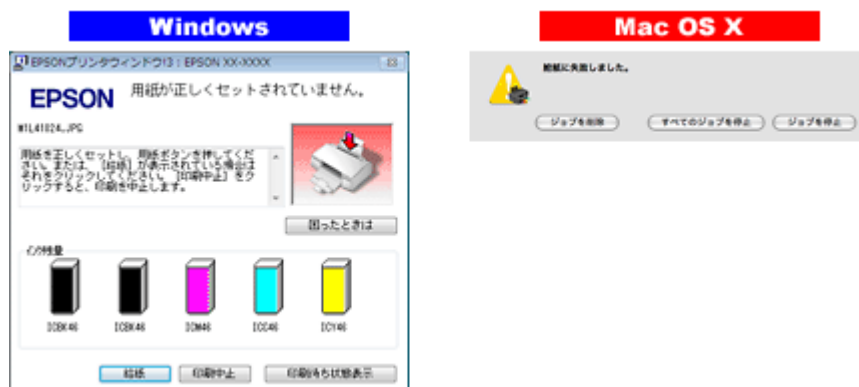 Windows
Mac OS X
EPSONプリンタウィンドウ!3 : EPSON XX-XXXX
EPSON
用紙が正しくセットされていません。
用紙を正しくセットし、用紙ボタンを押してくだ
さい。または、[給紙] が表示されている場合は
それをクリックしてください。[印刷中止] をク
リックすると、印刷を中止します。
困ったときは
インク残量
ICBK46
ICBK46
ICM46
ICC46
ICY46
給紙
印刷中止
印刷待ち状態表示
給紙に失敗しました。
ジョブを削除
すべてのジョブを停止
ジョブを停止